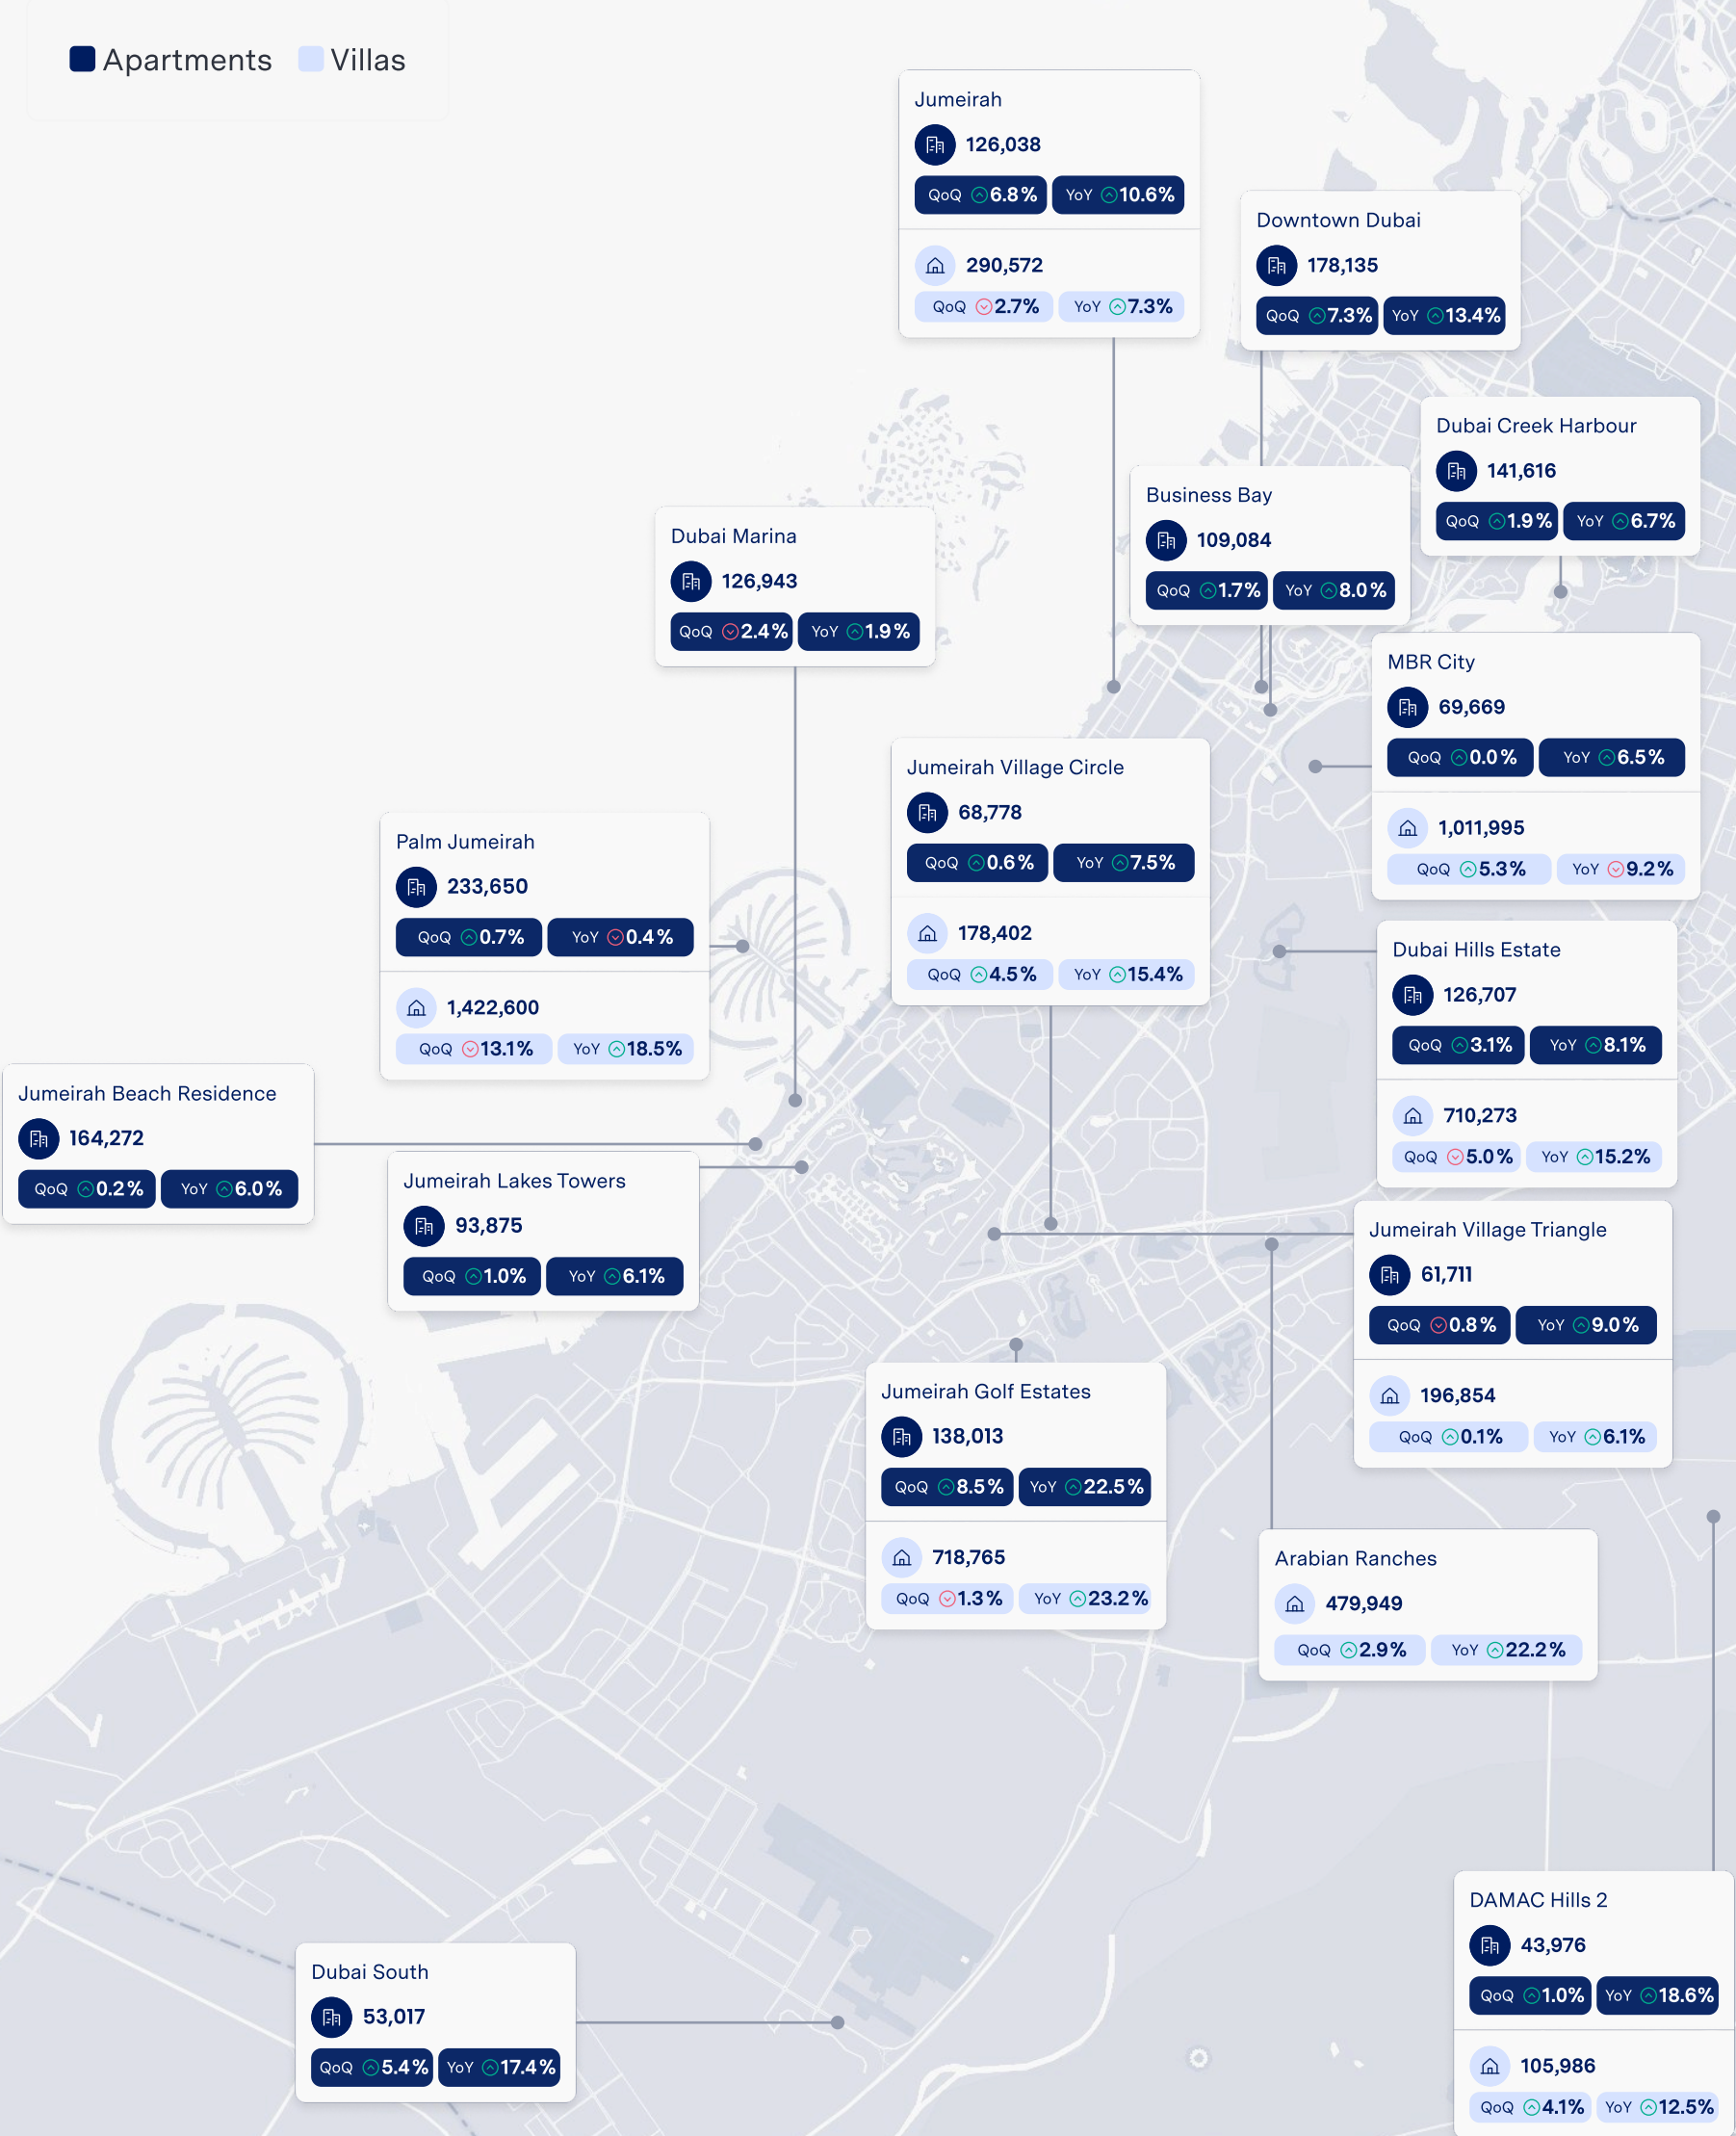 Apartments Villas
Jumeirah
126,038
QoQ 6.8% YoY 10.6%
290,572
QoQ 2.7% YoY 7.3%
Downtown Dubai
178,135
QoQ 7.3% YoY 13.4%
Dubai Creek Harbour
141,616
QoQ 1.9% YoY 6.7%
Business Bay
109,084
QoQ 1.7% YoY 8.0%
Dubai Marina
126,943
QoQ 2.4% YoY 1.9%
MBR City
69,669
QoQ 0.0% YoY 6.5%
1,011,995
QoQ 5.3% YoY 9.2%
Jumeirah Village Circle
68,778
QoQ 0.6% YoY 7.5%
178,402
QoQ 4.5% YoY 15.4%
Palm Jumeirah
233,650
QoQ 0.7% YoY 0.4%
1,422,600
QoQ 13.1% YoY 18.5%
Dubai Hills Estate
126,707
QoQ 3.1% YoY 8.1%
710,273
QoQ 5.0% YoY 15.2%
Jumeirah Beach Residence
164,272
QoQ 0.2% YoY 6.0%
Jumeirah Lakes Towers
93,875
QoQ 1.0% YoY 6.1%
Jumeirah Village Triangle
61,711
QoQ 0.8% YoY 9.0%
196,854
QoQ 0.1% YoY 6.1%
Jumeirah Golf Estates
138,013
QoQ 8.5% YoY 22.5%
718,765
QoQ 1.3% YoY 23.2%
Arabian Ranches
479,949
QoQ 2.9% YoY 22.2%
DAMAC Hills 2
43,976
QoQ 1.0% YoY 18.6%
105,986
QoQ 4.1% YoY 12.5%
Dubai South
53,017
QoQ 5.4% YoY 17.4%